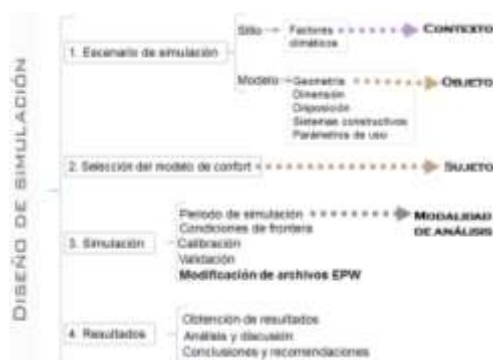 DISEÑO DE SIMULACIÓN
1. Escenario de simulación
Sitio
Factores
climáticos
CONTEXTO
Modelo
Geometría
Dimensión
Disposición
Sistemas constructivos
Parámetros de uso
OBJETO
2. Selección del modelo de confort
SUJETO
3. Simulación
Periodo de simulación
Condiciones de frontera
Calibración
Validación
Modificación de archivos EPW
MODALIDAD
DE ANÁLISIS
4. Resultados
Obtención de resultados
Análisis y discusión
Conclusiones y recomendaciones